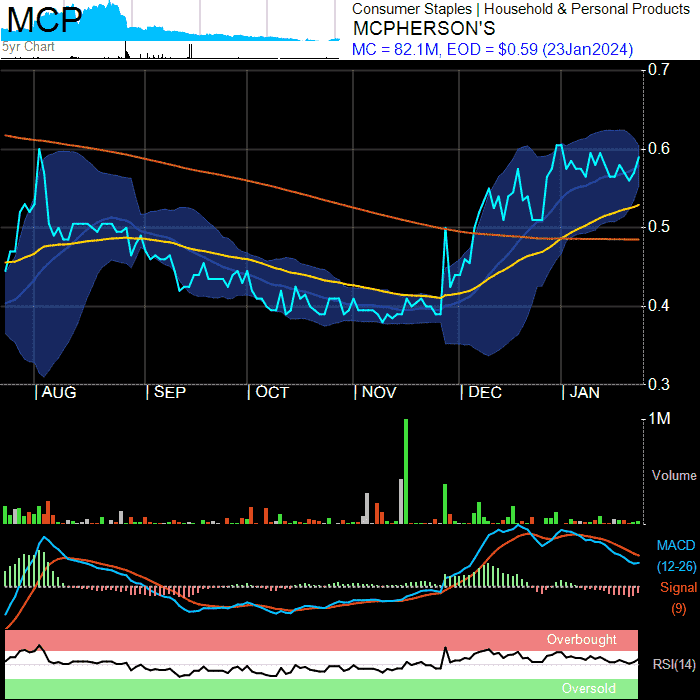 MCP
Consumer Staples | Household & Personal Products
MCPHERSON'S
MC = 82.1M, EOD = $0.59 (23Jan2024)
5yr Chart
0.7
0.6
0.5
0.4
0.3
| AUG | SEP | OCT | NOV | DEC | JAN
1M
Volume
MACD
(12-26)
Signal
(9)
Overbought
RSI(14)
Oversold